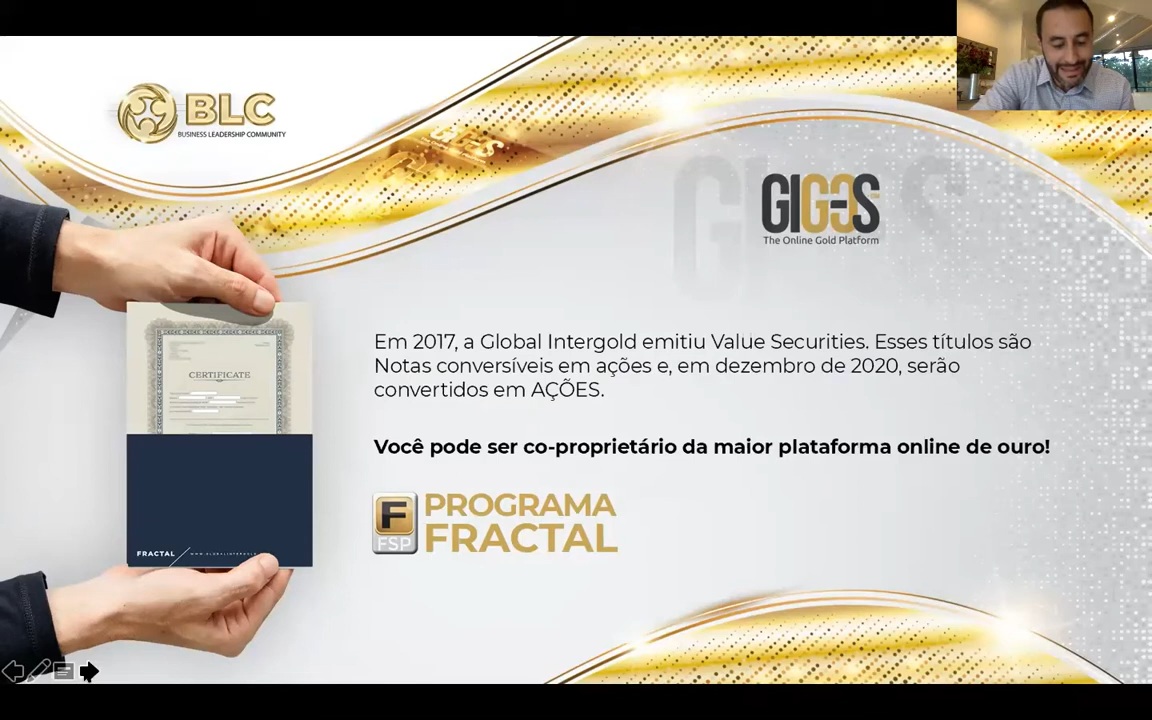 BLC
BUSINESS LEADERSHIP COMMUNITY
GIGOS
The Online Gold Platform
Em 2017, a Global Intergold emitiu Value Securities. Esses títulos são
Notas conversíveis em ações e, em dezembro de 2020, serão
convertidos em AÇÕES.
Você pode ser co-proprietário da maior plataforma online de ouro!
F
FSP
PROGRAMA
FRACTAL
CERTIFICATE
FRACTAL